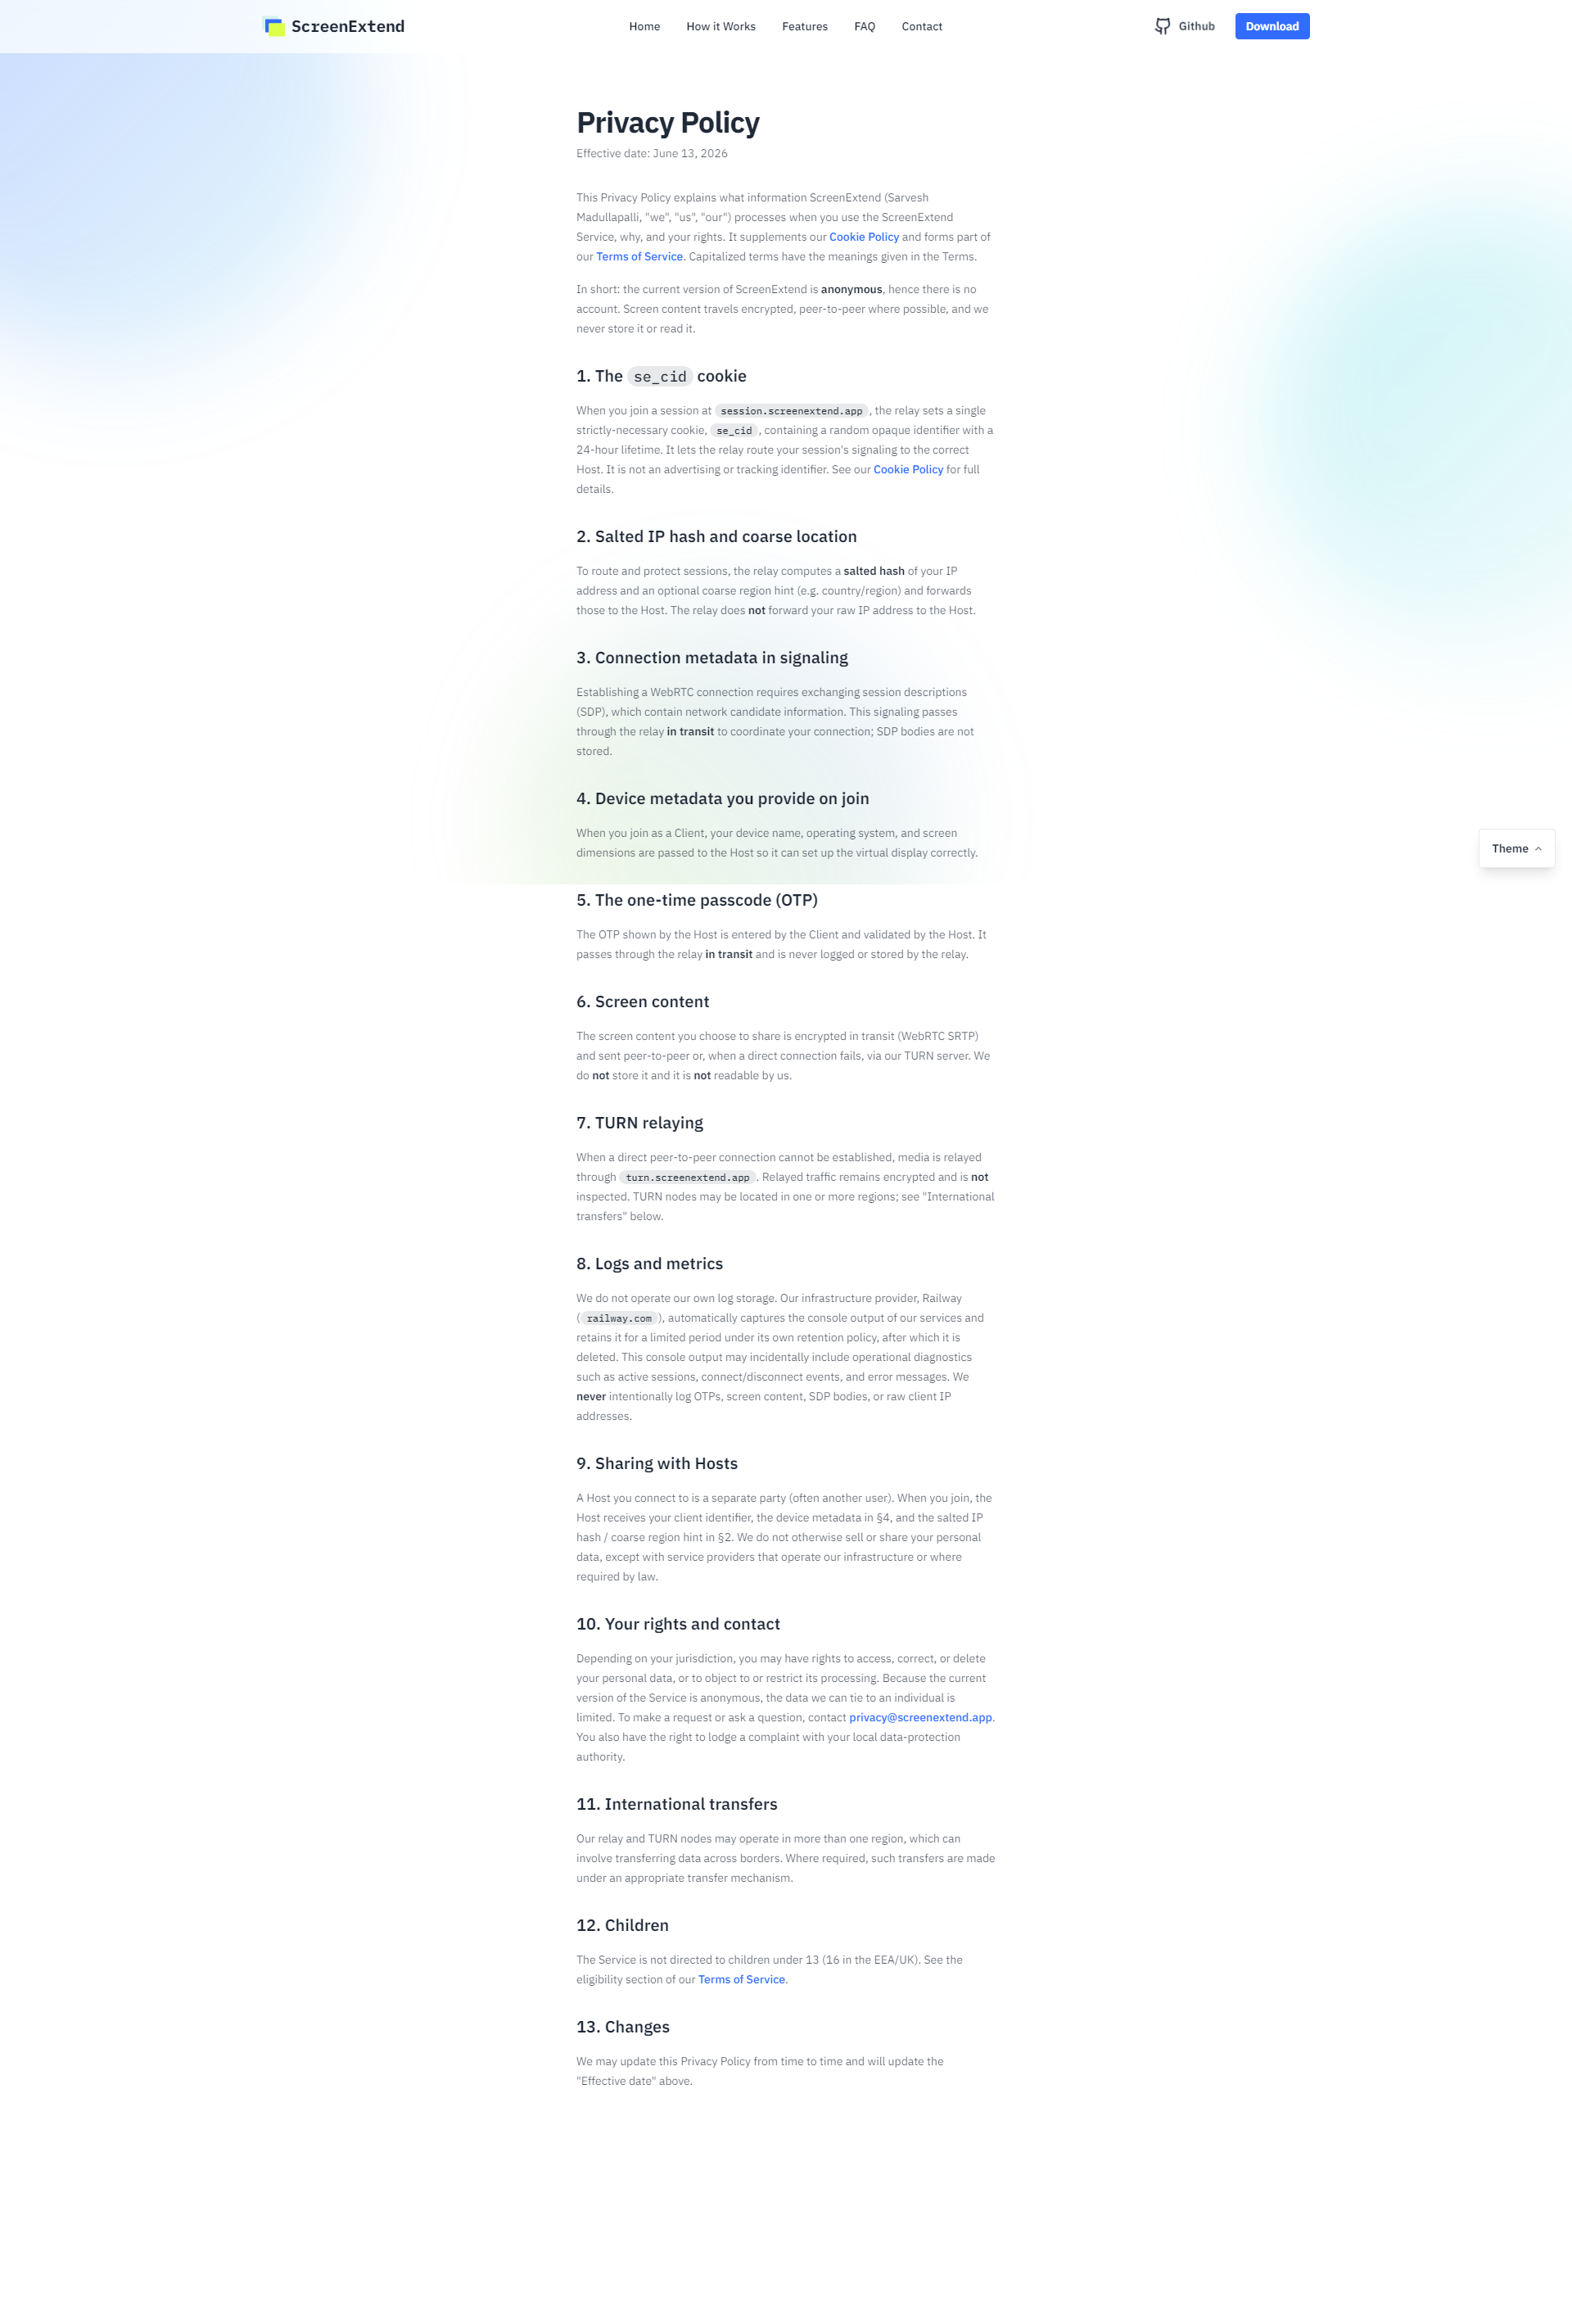 ScreenExtend
Home
How it Works
Features
FAQ
Contact
Github
Download
Privacy Policy
Effective date: June 13, 2026
This Privacy Policy explains what information ScreenExtend (Sarvesh
Madullapalli, "we", "us", "our") processes when you use the ScreenExtend
Service, why, and your rights. It supplements our Cookie Policy and forms part of
our Terms of Service. Capitalized terms have the meanings given in the Terms.
In short: the current version of ScreenExtend is anonymous, hence there is no
account. Screen content travels encrypted, peer-to-peer where possible, and we
never store it or read it.
1. The se_cid cookie
When you join a session at session.screenextend.app, the relay sets a single
strictly-necessary cookie, se_cid, containing a random opaque identifier with a
24-hour lifetime. It lets the relay route your session's signaling to the correct
Host. It is not an advertising or tracking identifier. See our Cookie Policy for full
details.
2. Salted IP hash and coarse location
To route and protect sessions, the relay computes a salted hash of your IP
address and an optional coarse region hint (e.g. country/region) and forwards
those to the Host. The relay does not forward your raw IP address to the Host.
3. Connection metadata in signaling
Establishing a WebRTC connection requires exchanging session descriptions
(SDP), which contain network candidate information. This signaling passes
through the relay in transit to coordinate your connection; SDP bodies are not
stored.
4. Device metadata you provide on join
When you join as a Client, your device name, operating system, and screen
dimensions are passed to the Host so it can set up the virtual display correctly.
Theme
5. The one-time passcode (OTP)
The OTP shown by the Host is entered by the Client and validated by the Host. It
passes through the relay in transit and is never logged or stored by the relay.
6. Screen content
The screen content you choose to share is encrypted in transit (WebRTC SRTP)
and sent peer-to-peer or, when a direct connection fails, via our TURN server. We
do not store it and it is not readable by us.
7. TURN relaying
When a direct peer-to-peer connection cannot be established, media is relayed
through turn.screenextend.app. Relayed traffic remains encrypted and is not
inspected. TURN nodes may be located in one or more regions; see "International
transfers" below.
8. Logs and metrics
We do not operate our own log storage. Our infrastructure provider, Railway
(railway.com), automatically captures the console output of our services and
retains it for a limited period under its own retention policy, after which it is
deleted. This console output may incidentally include operational diagnostics
such as active sessions, connect/disconnect events, and error messages. We
never intentionally log OTPs, screen content, SDP bodies, or raw client IP
addresses.
9. Sharing with Hosts
A Host you connect to is a separate party (often another user). When you join, the
Host receives your client identifier, the device metadata in §4, and the salted IP
hash / coarse region hint in §2. We do not otherwise sell or share your personal
data, except with service providers that operate our infrastructure or where
required by law.
10. Your rights and contact
Depending on your jurisdiction, you may have rights to access, correct, or delete
your personal data, or to object to or restrict its processing. Because the current
version of the Service is anonymous, the data we can tie to an individual is
limited. To make a request or ask a question, contact privacy@screenextend.app.
You also have the right to lodge a complaint with your local data-protection
authority.
11. International transfers
Our relay and TURN nodes may operate in more than one region, which can
involve transferring data across borders. Where required, such transfers are made
under an appropriate transfer mechanism.
12. Children
The Service is not directed to children under 13 (16 in the EEA/UK). See the
eligibility section of our Terms of Service.
13. Changes
We may update this Privacy Policy from time to time and will update the
"Effective date" above.